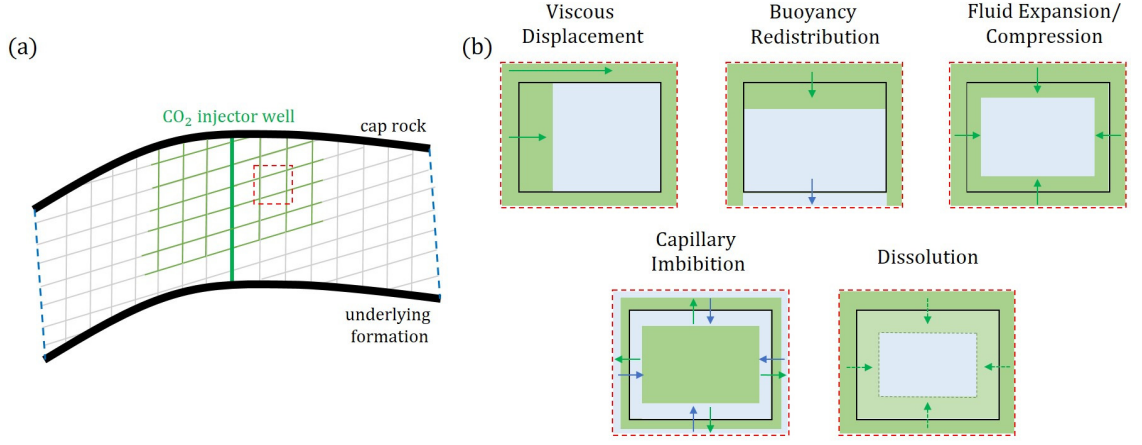 (a)
CO₂ injector well
cap rock
underlying
formation
(b)
Viscous
Displacement
Buoyancy
Redistribution
Fluid Expansion/
Compression
Capillary
Imbibition
Dissolution